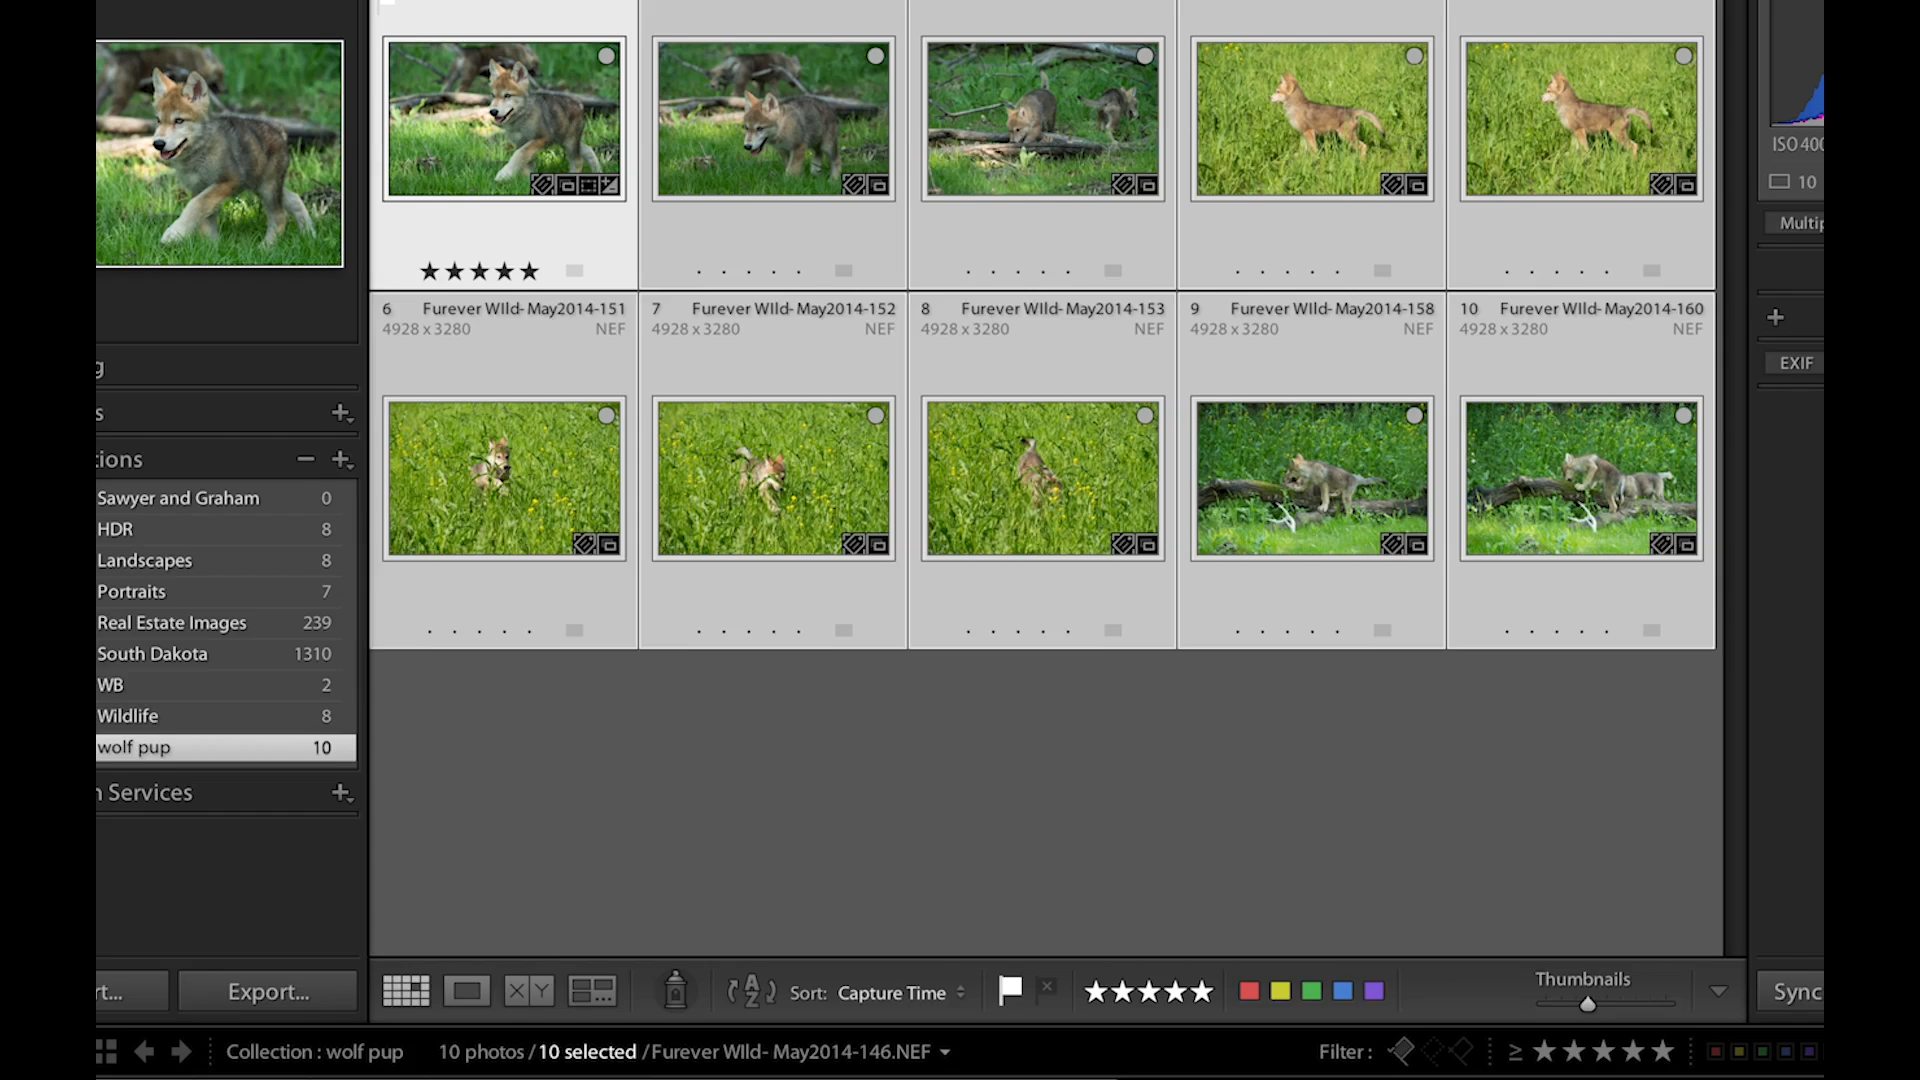 6 Furever WIld- May2014-151
4928 x 3280 NEF
7 Furever WIld- May2014-152
4928 x 3280 NEF
8 Furever WIld- May2014-153
4928 x 3280 NEF
9 Furever WIld- May2014-158
4928 x 3280 NEF
10 Furever WIld- May2014-160
4928 x 3280 NEF
Sawyer and Graham 0
HDR 8
Landscapes 8
Portraits 7
Real Estate Images 239
South Dakota 1310
WB 2
Wildlife 8
wolf pup 10
Services
ISO 400
10
EXIF
Export...
XY
Sort: Capture Time
Thumbnails
Sync
Collection : wolf pup
10 photos / 10 selected / Furever WIld- May2014-146.NEF
Filter :
≥